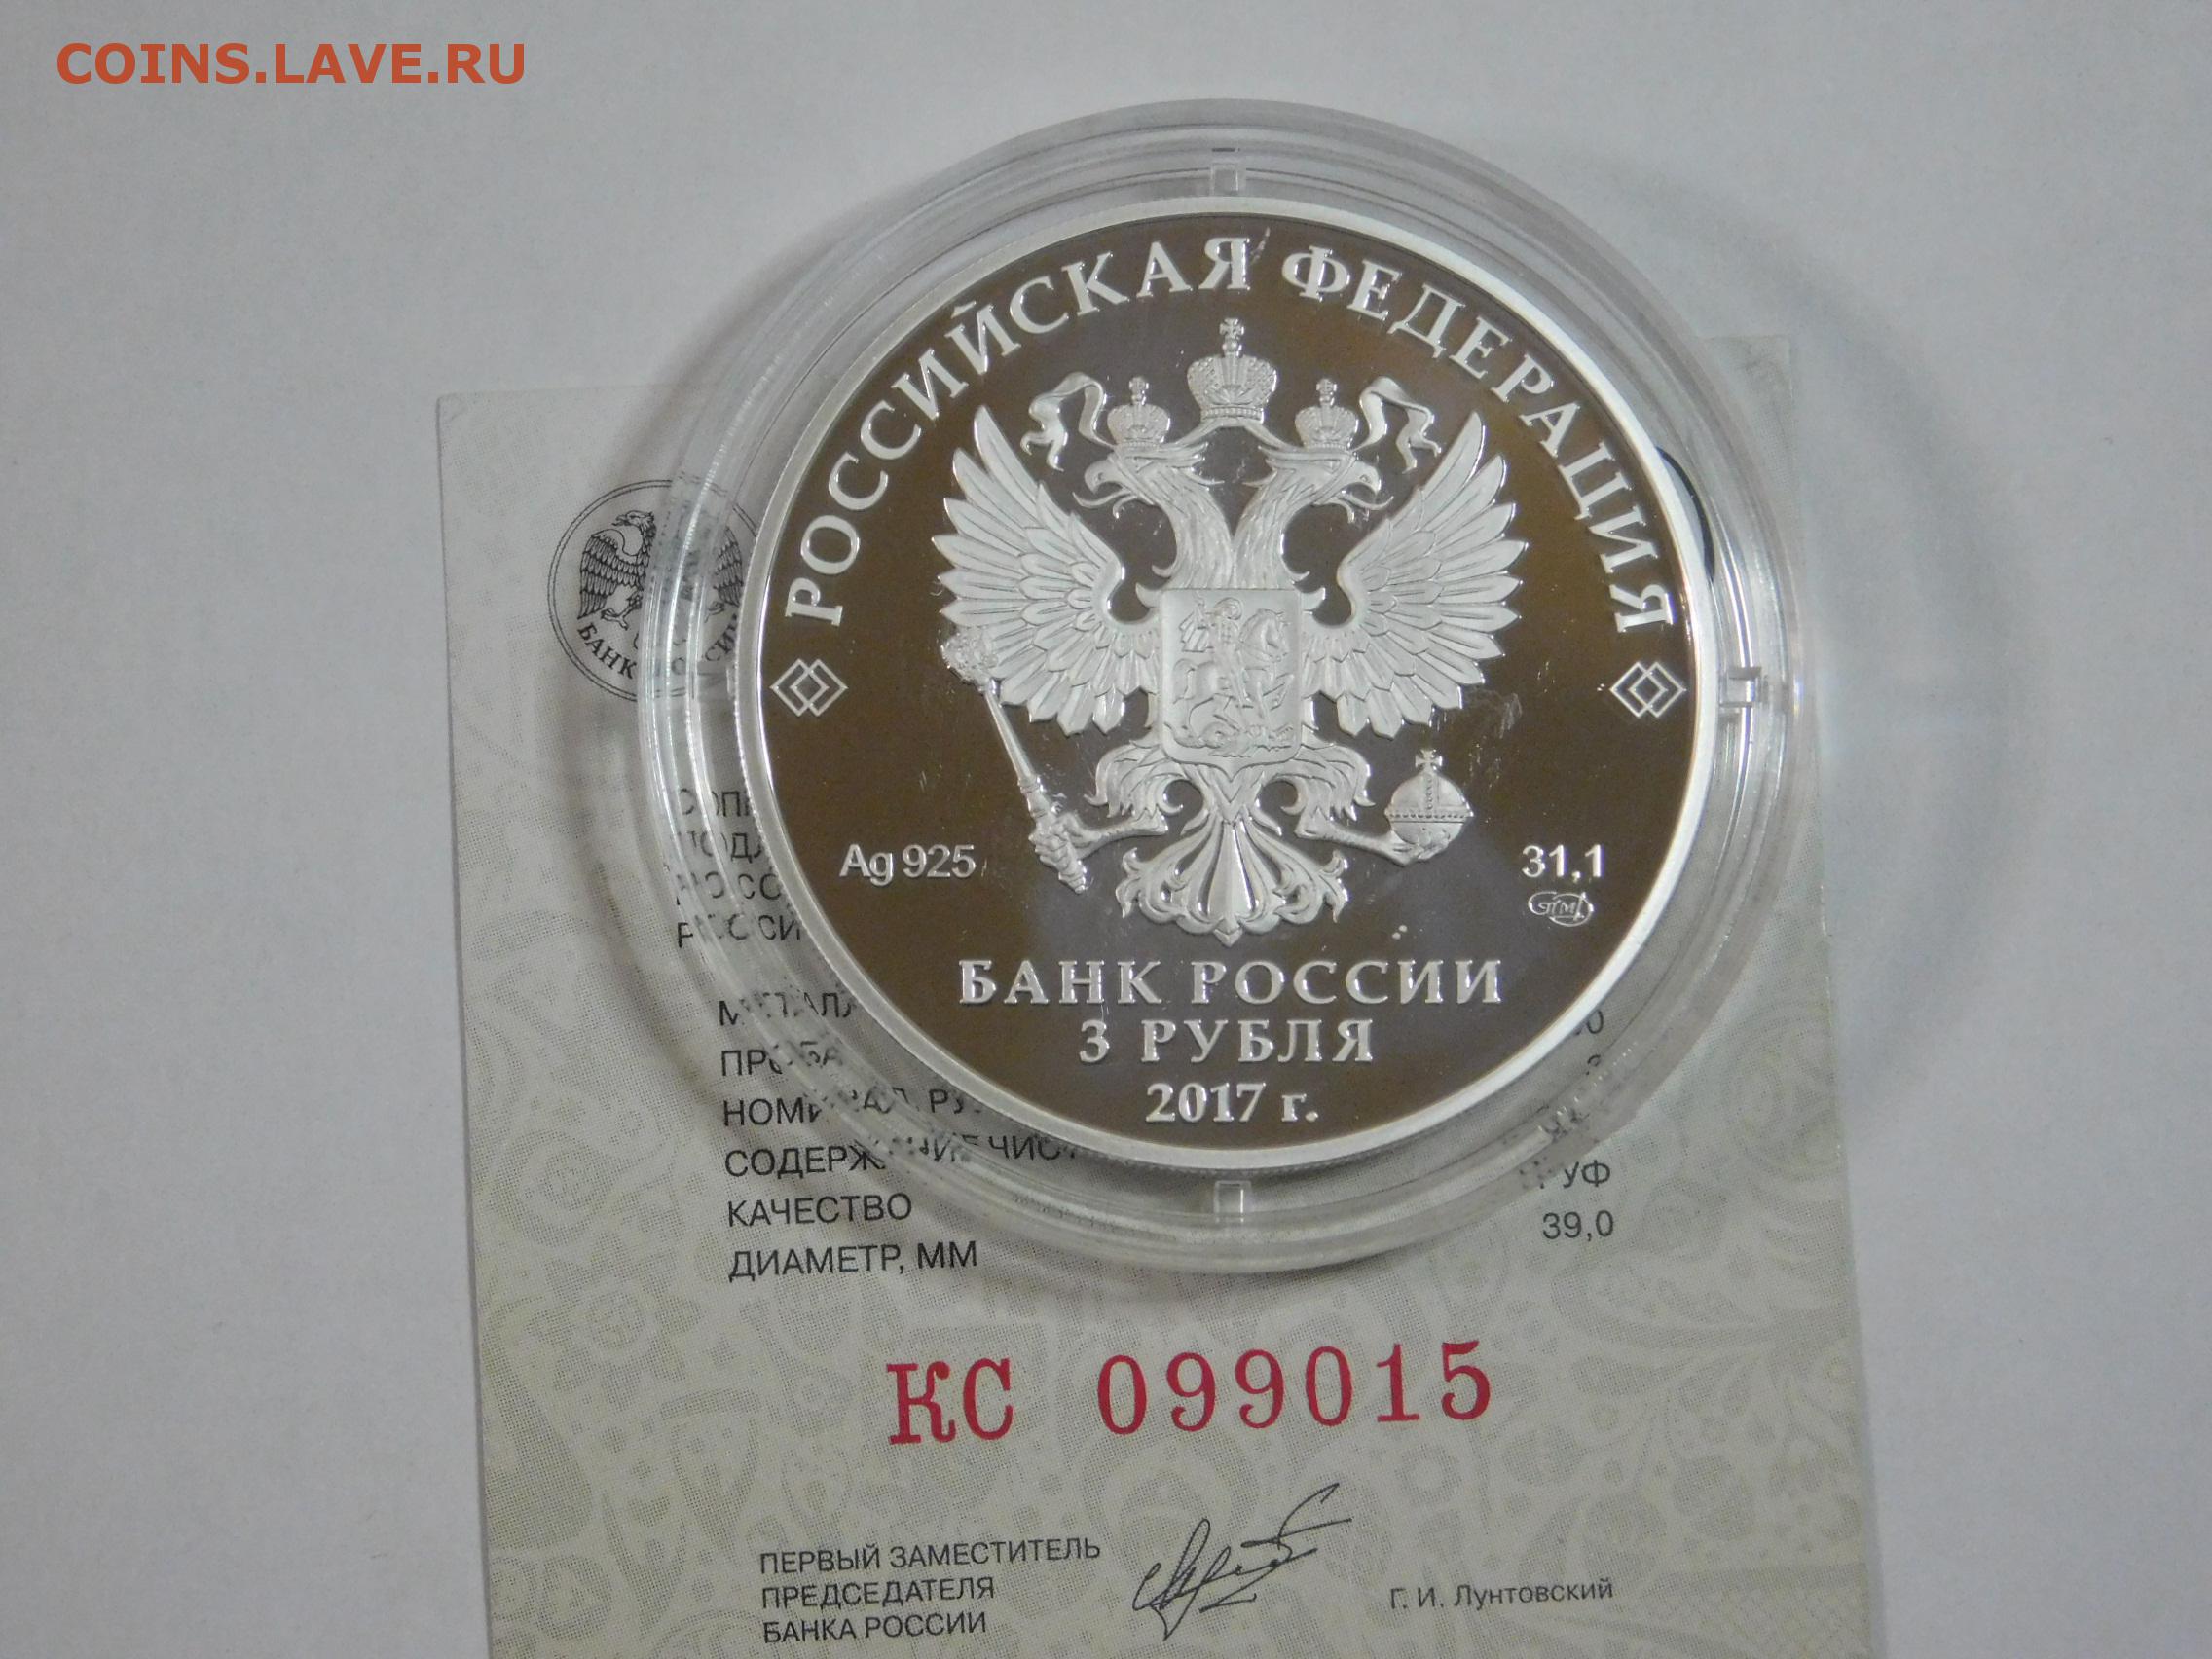 COINS.LAVE.RU
РОССИЙСКАЯ ФЕДЕРАЦИЯ
Ag 925
31,1
БАНК РОССИИ
3 РУБЛЯ
2017 г.
БАНК
КАЧЕСТВО
ДИАМЕТР, ММ
39,0
КС 099015
ПЕРВЫЙ ЗАМЕСТИТЕЛЬ
ПРЕДСЕДАТЕЛЯ
БАНКА РОССИИ
Г. И. Лунтовский